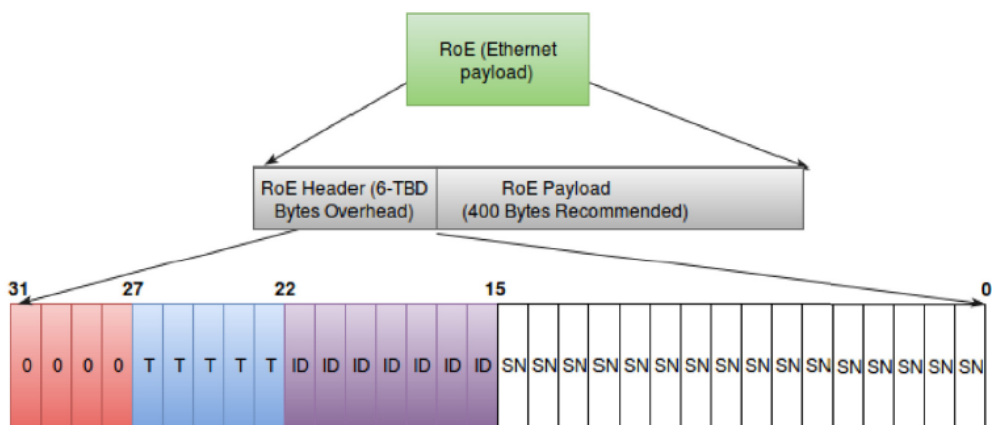 RoE (Ethernet
payload)
RoE Header (6-TBD
Bytes Overhead)
RoE Payload
(400 Bytes Recommended)
31 27 22 15 0
0 0 0 0 T T T T T ID ID ID ID ID ID ID SN SN SN SN SN SN SN SN SN SN SN SN SN SN SN SN